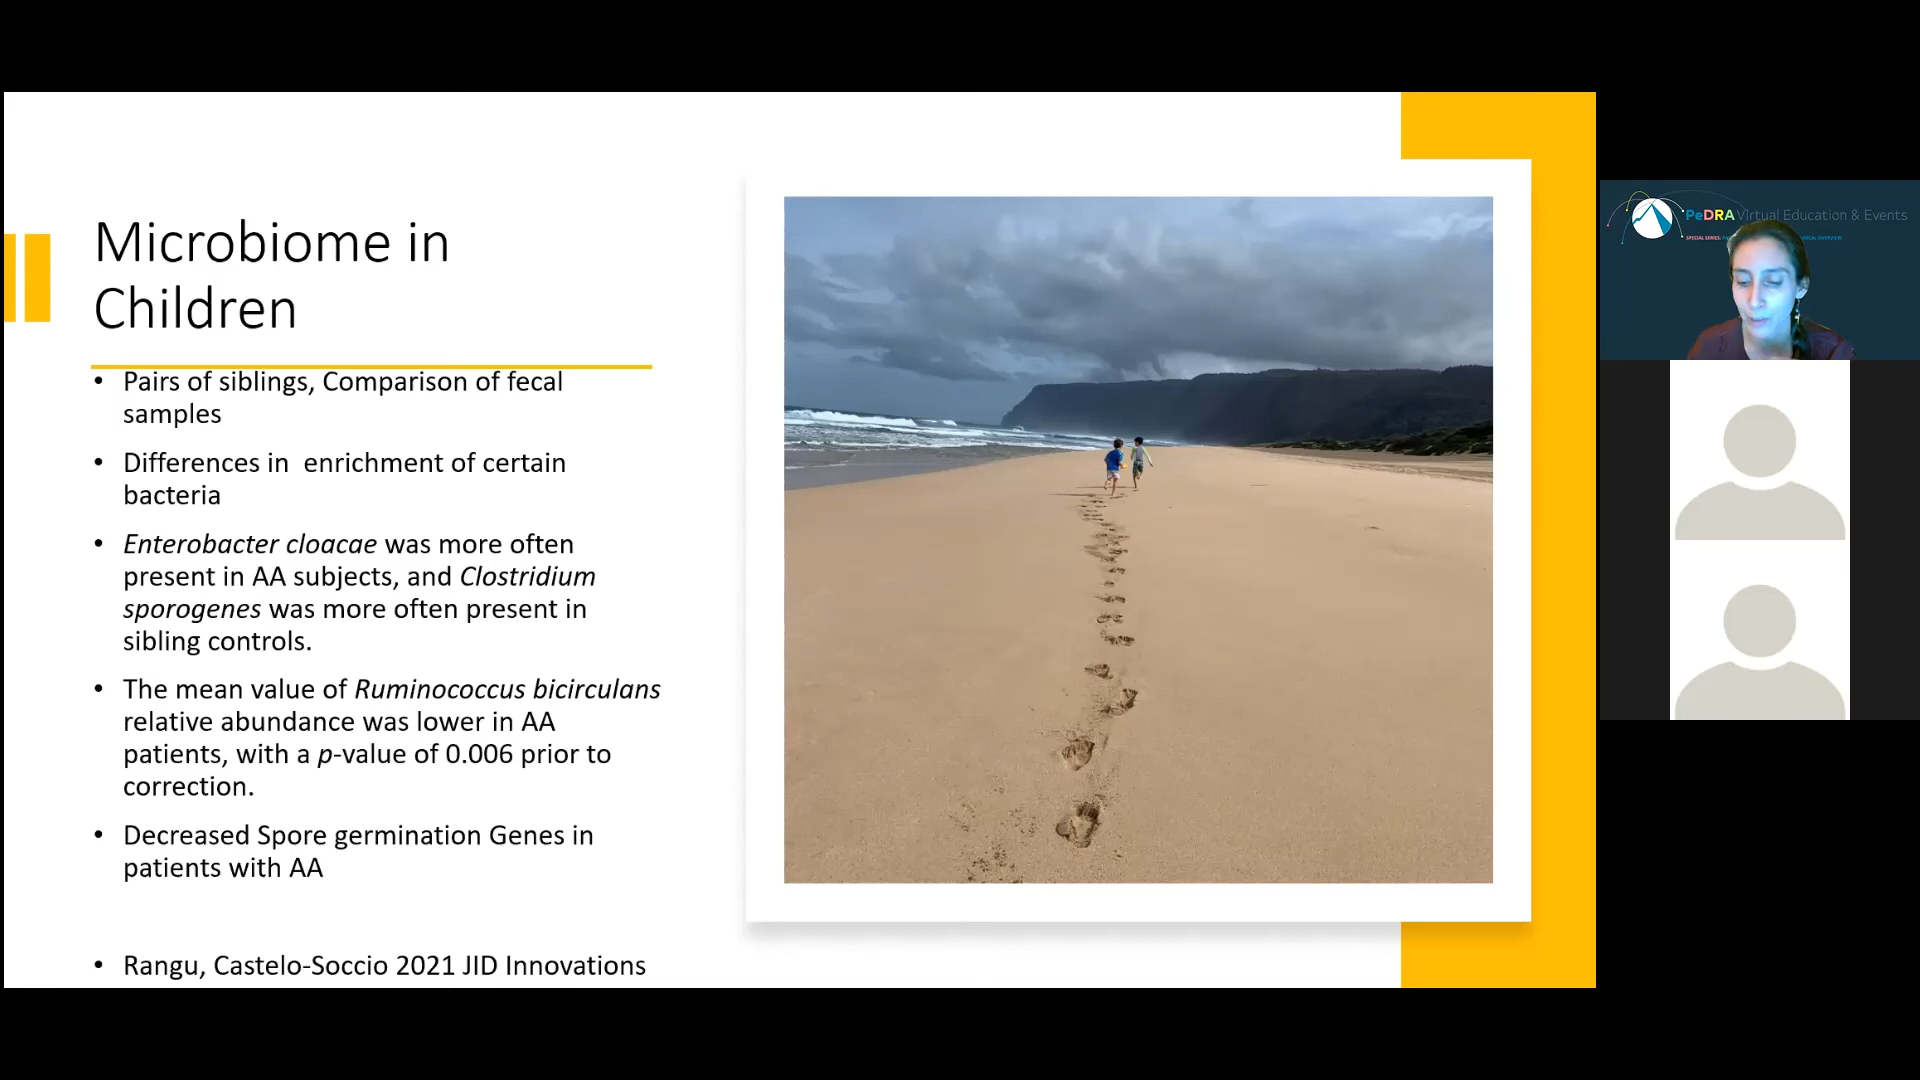 Microbiome in
Children
• Pairs of siblings, Comparison of fecal
samples
• Differences in  enrichment of certain
bacteria
• Enterobacter cloacae was more often
present in AA subjects, and Clostridium
sporogenes was more often present in
sibling controls.
• The mean value of Ruminococcus bicirculans
relative abundance was lower in AA
patients, with a p-value of 0.006 prior to
correction.
• Decreased Spore germination Genes in
patients with AA
• Rangu, Castelo-Soccio 2021 JID Innovations
PeDRA Virtual Education & Events
SPECIAL SERIES:
OVERVIEW